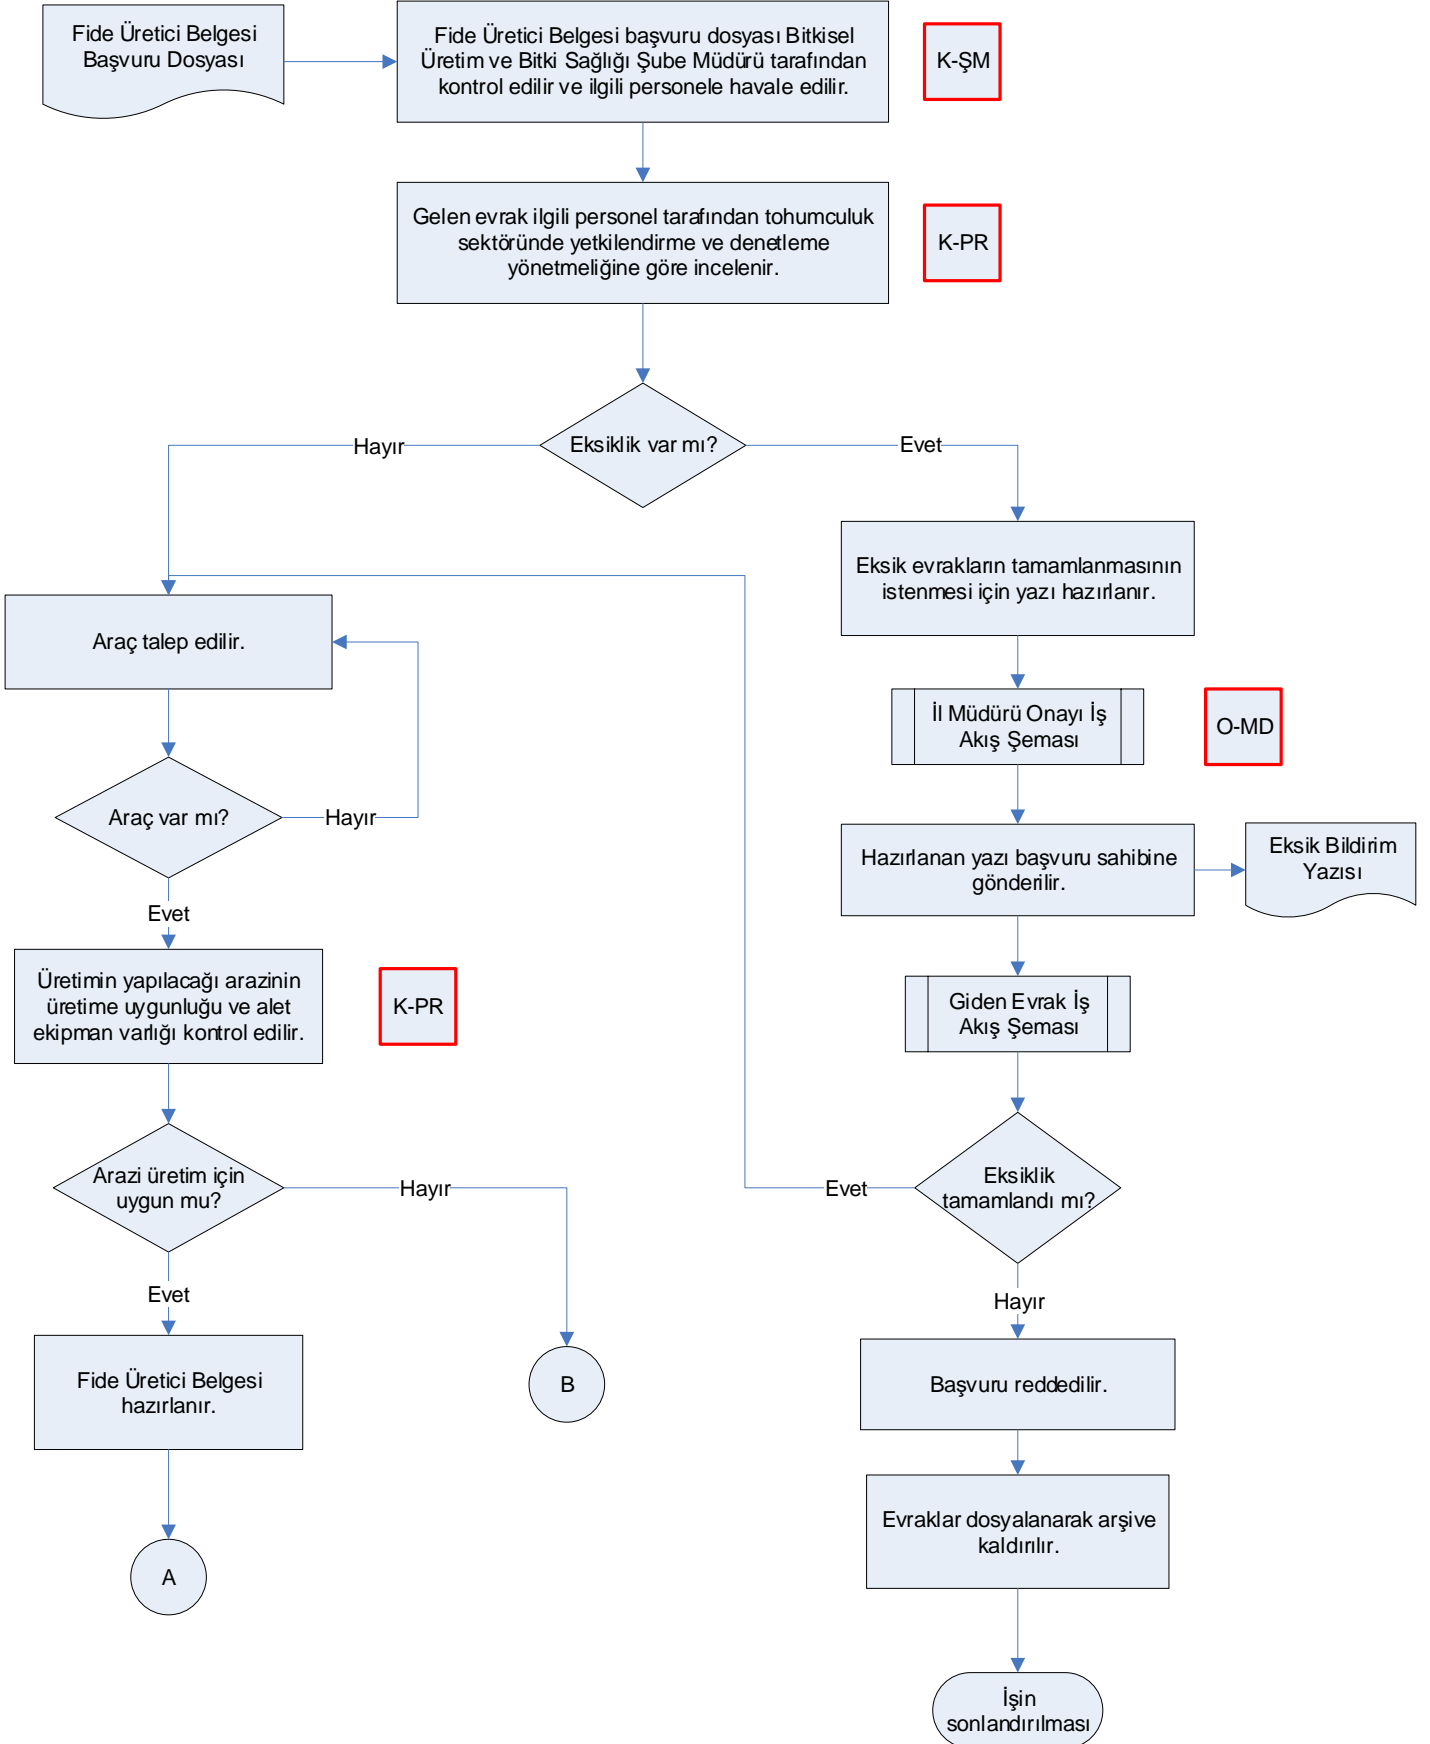 Fide Üretici Belgesi
Başvuru Dosyası
Fide Üretici Belgesi başvuru dosyası Bitkisel
Üretim ve Bitki Sağlığı Şube Müdürü tarafından
kontrol edilir ve ilgili personele havale edilir.
K-ŞM
Gelen evrak ilgili personel tarafından tohumculuk
sektöründe yetkilendirme ve denetleme
yönetmeliğine göre incelenir.
K-PR
Eksiklik var mı?
Hayır
Evet
Eksik evrakların tamamlanmasının
istenmesi için yazı hazırlanır.
Araç talep edilir.
İl Müdürü Onayı İş
Akış Şeması
O-MD
Araç var mı?
Hayır
Hazırlanan yazı başvuru sahibine
gönderilir.
Eksik Bildirim
Yazısı
Evet
Üretimin yapılacağı arazinin
üretime uygunluğu ve alet
ekipman varlığı kontrol edilir.
K-PR
Giden Evrak İş
Akış Şeması
Arazi üretim için
uygun mu?
Hayır
Evet
Eksiklik
tamamlandı mı?
Evet
Hayır
Fide Üretici Belgesi
hazırlanır.
B
Başvuru reddedilir.
Evraklar dosyalanarak arşive
kaldırılır.
A
İşin
sonlandırılması